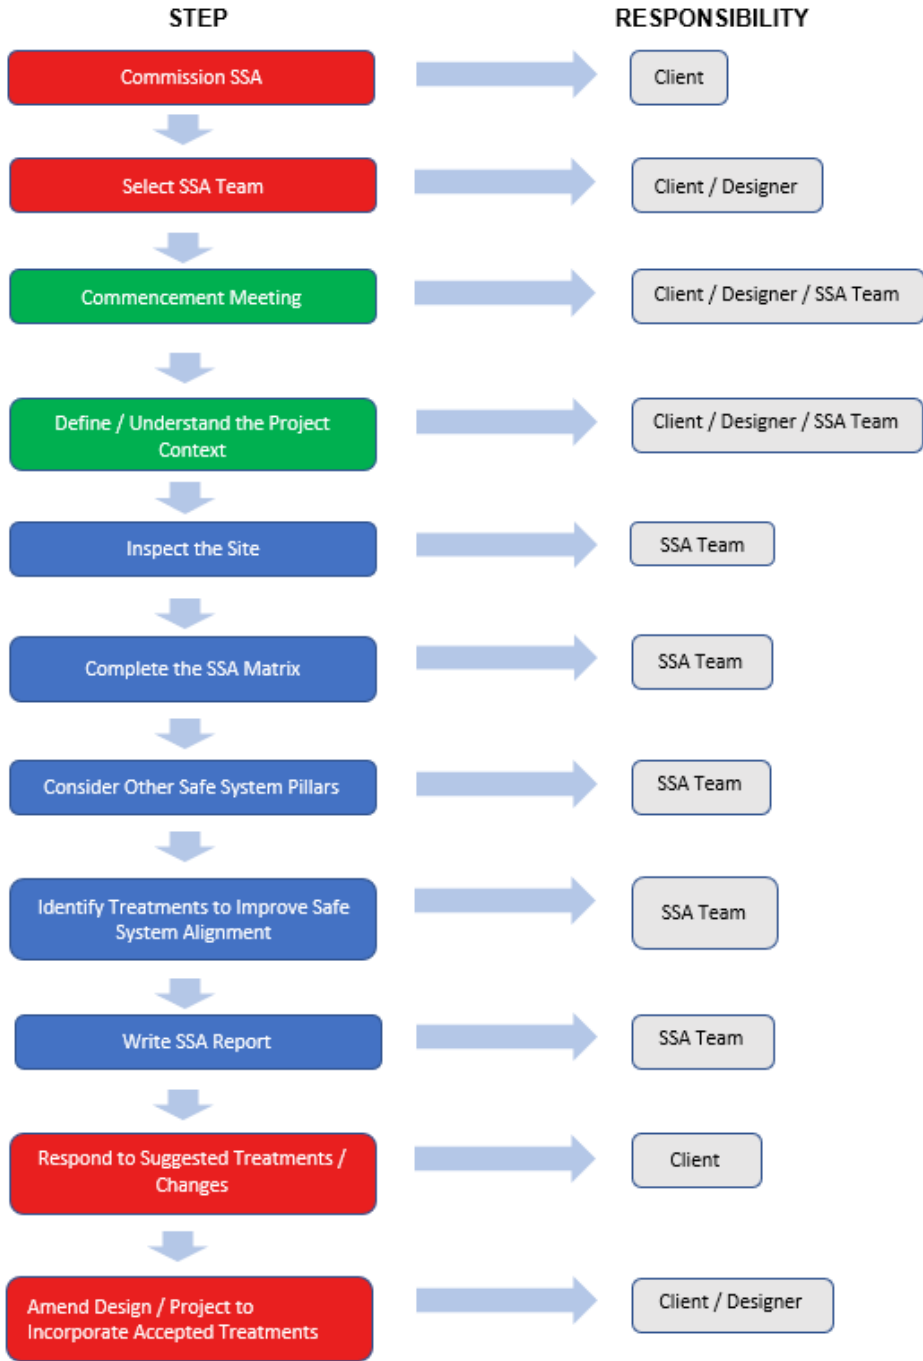 STEP
RESPONSIBILITY
Commission SSA
Client
Select SSA Team
Client / Designer
Commencement Meeting
Client / Designer / SSA Team
Define / Understand the Project
Context
Client / Designer / SSA Team
Inspect the Site
SSA Team
Complete the SSA Matrix
SSA Team
Consider Other Safe System Pillars
SSA Team
Identify Treatments to Improve Safe
System Alignment
SSA Team
Write SSA Report
SSA Team
Respond to Suggested Treatments /
Changes
Client
Amend Design / Project to
Incorporate Accepted Treatments
Client / Designer